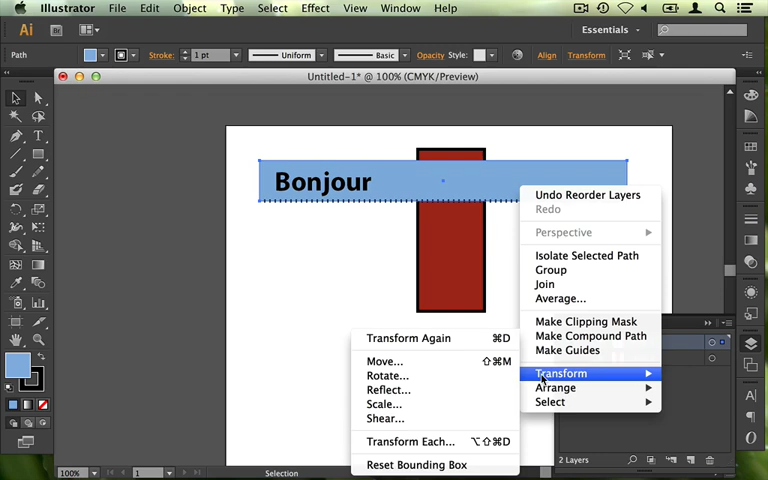 Illustrator File Edit Object Type Select Effect View Window Help
Ai Br Essentials
Path Stroke: 1 pt Uniform Basic Opacity Style: Align Transform
Untitled-1* @ 100% (CMYK/Preview)
Bonjour
Undo Reorder Layers
Redo
Perspective
Isolate Selected Path
Group
Join
Average...
Make Clipping Mask
Make Compound Path
Make Guides
Transform
Arrange
Select
Transform Again ⌘D
Move... ⇧⌘M
Rotate...
Reflect...
Scale...
Shear...
Transform Each... ⌥⇧⌘D
Reset Bounding Box
2 Layers
100% 1 Selection